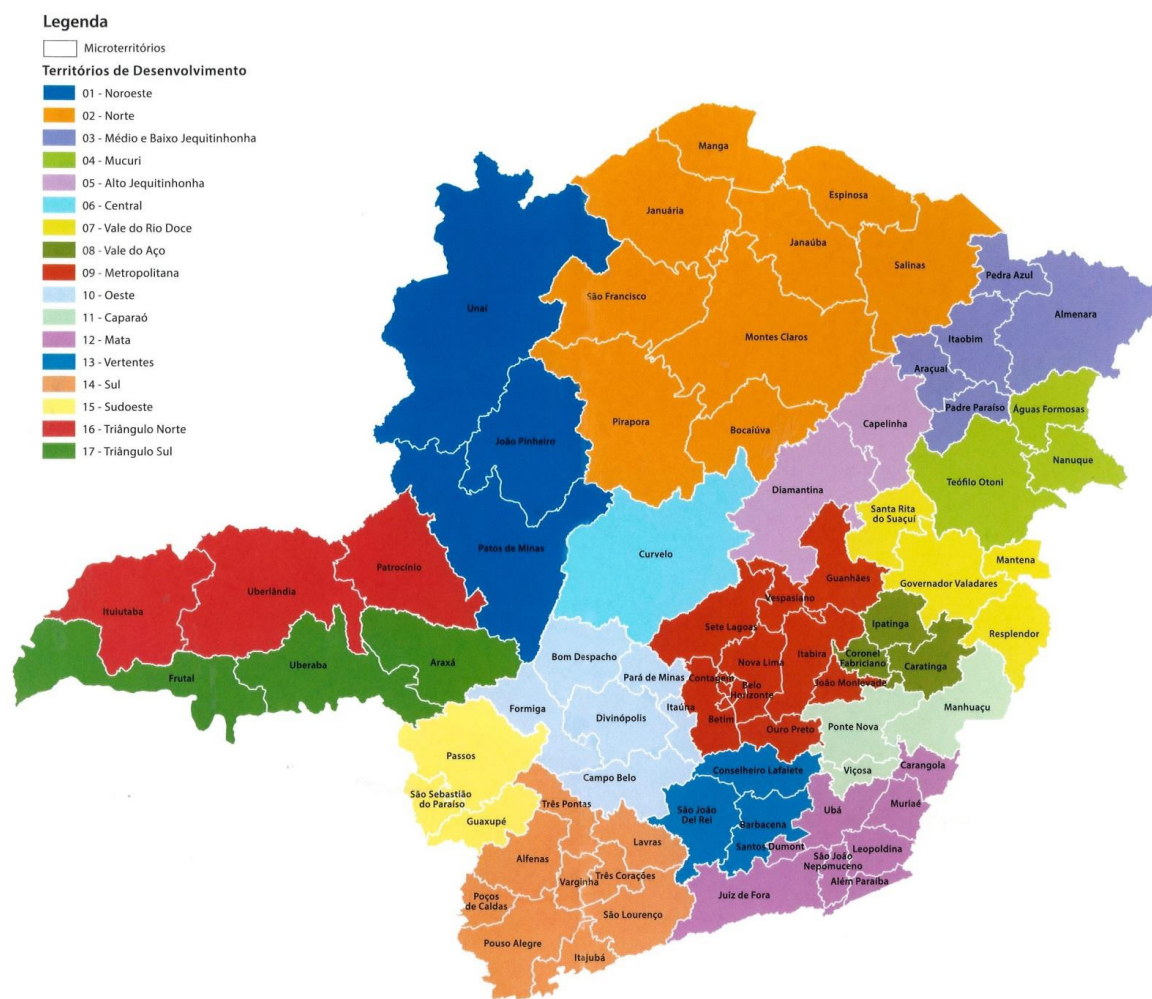 Legenda
Microterritórios
Territórios de Desenvolvimento
01 - Noroeste
02 - Norte
03 - Médio e Baixo Jequitinhonha
04 - Mucuri
05 - Alto Jequitinhonha
06 - Central
07 - Vale do Rio Doce
08 - Vale do Aço
09 - Metropolitana
10 - Oeste
11 - Caparaó
12 - Mata
13 - Vertentes
14 - Sul
15 - Sudoeste
16 - Triângulo Norte
17 - Triângulo Sul
Manga
Januária
Espinosa
Janaúba
Salinas
Pedra Azul
São Francisco
Unaí
Almenara
Montes Claros
Itaobim
Araçuaí
Padre Paraíso
Águas Formosas
Pirapora
Bocaiúva
Capelinha
João Pinheiro
Nanuque
Teófilo Otoni
Diamantina
Santa Rita
do Suaçuí
Patos de Minas
Curvelo
Mantena
Patrocínio
Guanhães
Governador Valadares
Uberlândia
Vespasiano
Ituiutaba
Sete Lagoas
Ipatinga
Resplendor
Bom Despacho
Itabira
Coronel
Fabriciano
Araxá
Uberaba
Nova Lima
Caratinga
Frutal
Pará de Minas
Contagem
Belo
Horizonte
João Monlevade
Formiga
Itaúna
Divinópolis
Betim
Manhuaçu
Ouro Preto
Ponte Nova
Passos
Carangola
Conselheiro Lafaiete
Viçosa
Campo Belo
São Sebastião
do Paraíso
Três Pontas
Muriaé
São João
Del Rei
Ubá
Guaxupé
Barbacena
Lavras
Santos Dumont
Leopoldina
Alfenas
São João
Nepomuceno
Três Corações
Varginha
Além Paraíba
Juiz de Fora
Poços
de Caldas
São Lourenço
Pouso Alegre
Itajubá